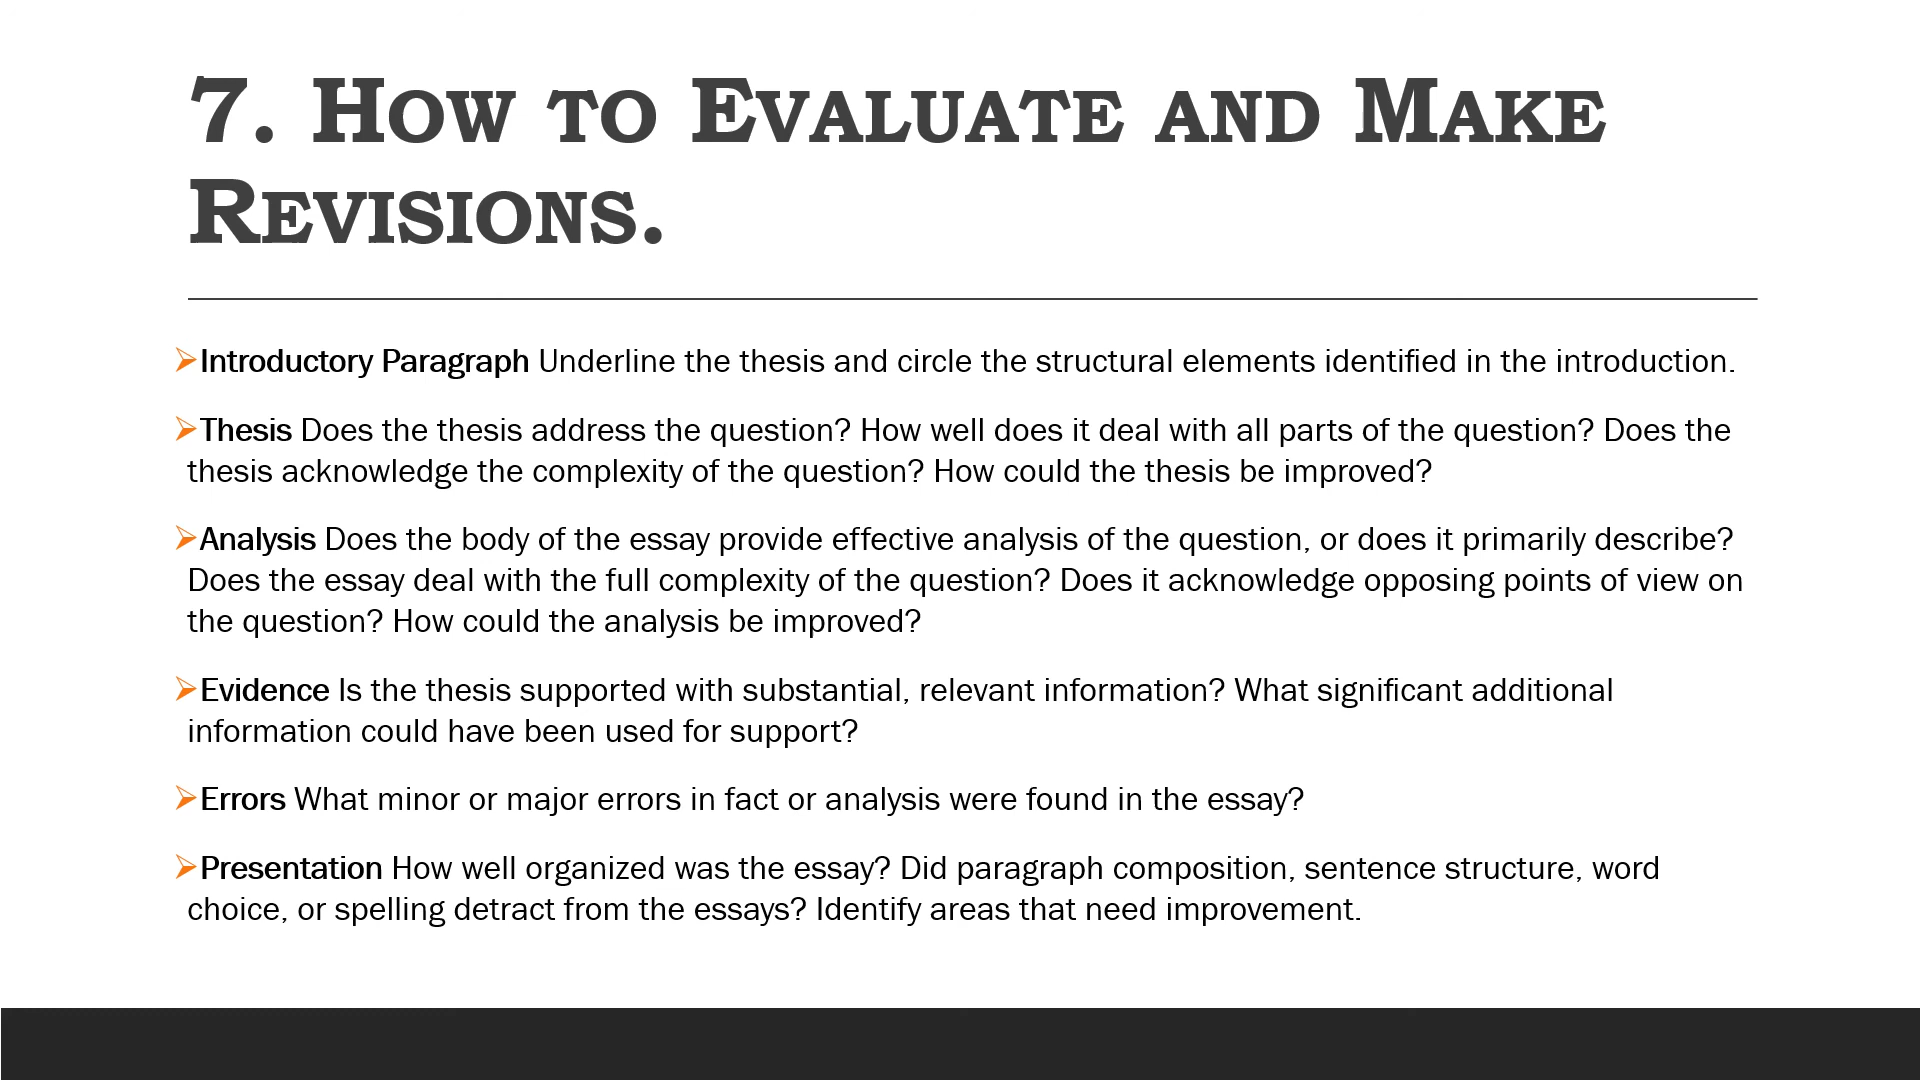 7. How to Evaluate and Make
Revisions.
Introductory Paragraph Underline the thesis and circle the structural elements identified in the introduction.
Thesis Does the thesis address the question? How well does it deal with all parts of the question? Does the
thesis acknowledge the complexity of the question? How could the thesis be improved?
Analysis Does the body of the essay provide effective analysis of the question, or does it primarily describe?
Does the essay deal with the full complexity of the question? Does it acknowledge opposing points of view on
the question? How could the analysis be improved?
Evidence Is the thesis supported with substantial, relevant information? What significant additional
information could have been used for support?
Errors What minor or major errors in fact or analysis were found in the essay?
Presentation How well organized was the essay? Did paragraph composition, sentence structure, word
choice, or spelling detract from the essays? Identify areas that need improvement.